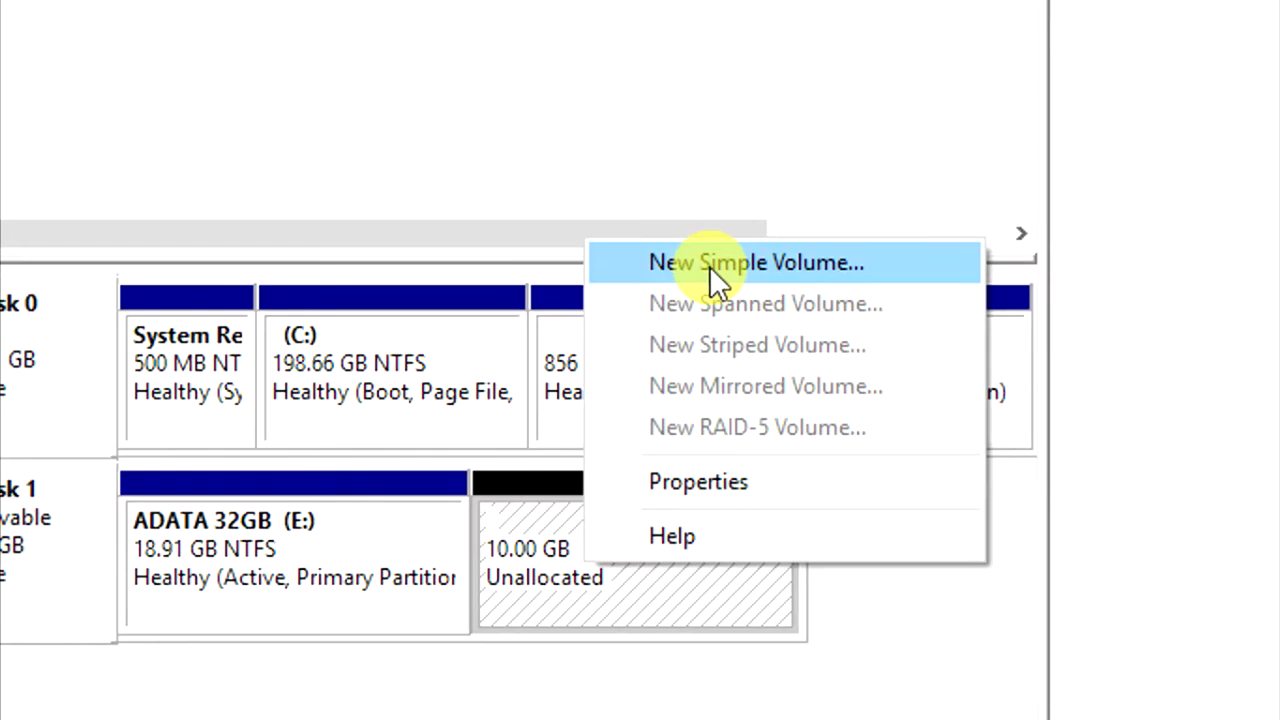 New Simple Volume...
New Spanned Volume...
New Striped Volume...
New Mirrored Volume...
New RAID-5 Volume...
Properties
Help
sk 0
GB
e
System Re
500 MB NT
Healthy (Sy
(C:)
198.66 GB NTFS
Healthy (Boot, Page File,
856
Hea
n)
sk 1
vable
GB
e
ADATA 32GB (E:)
18.91 GB NTFS
Healthy (Active, Primary Partition
10.00 GB
Unallocated